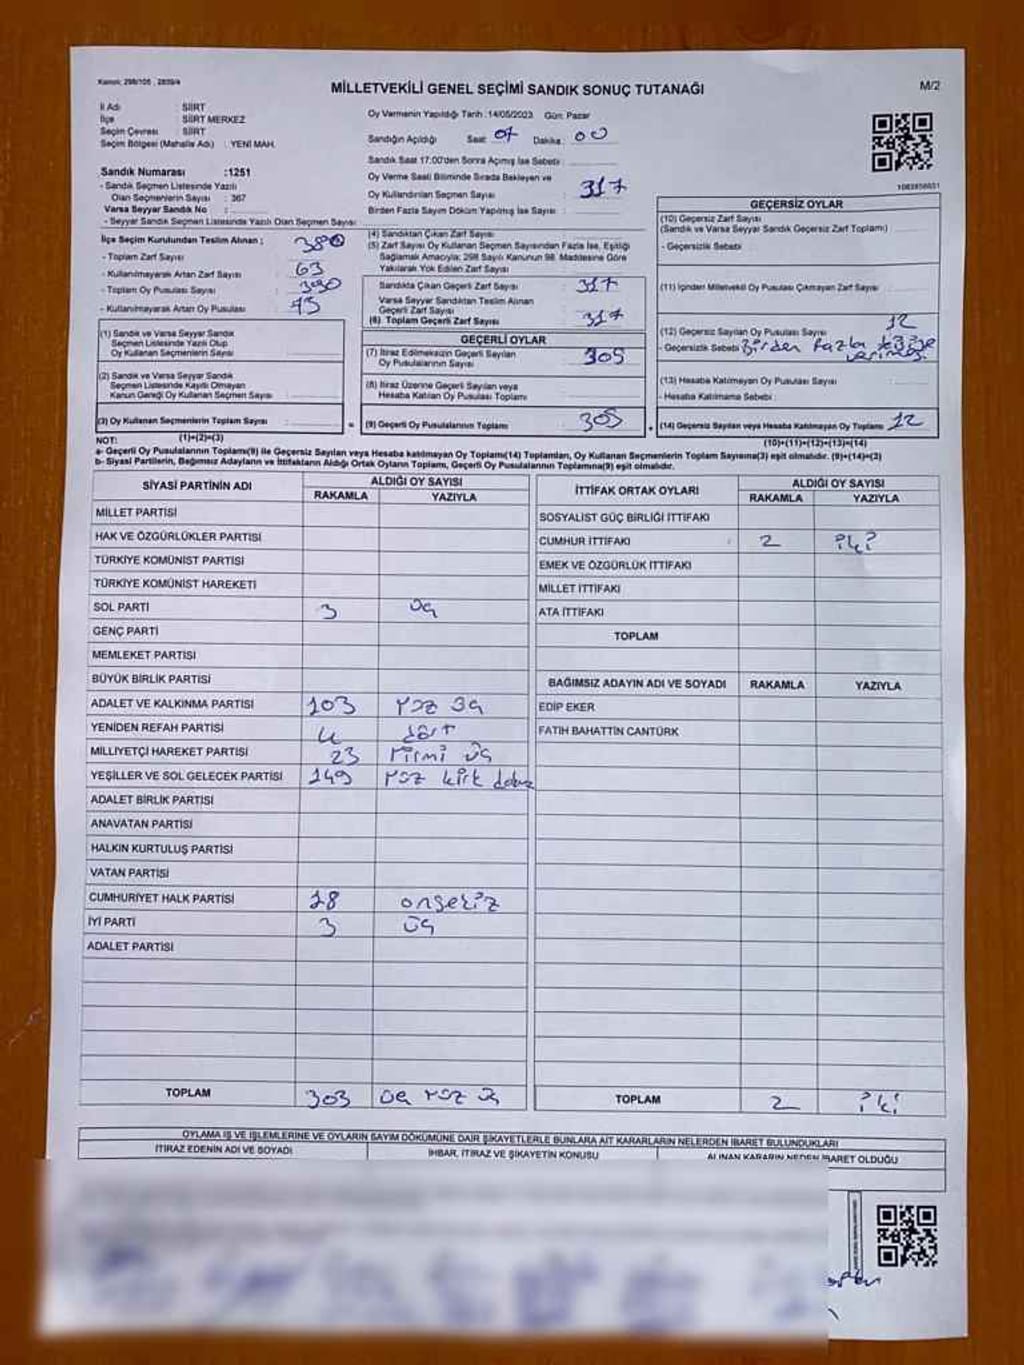 Kanun: 298/105 , 2839/4
MİLLETVEKİLİ GENEL SEÇİMİ SANDIK SONUÇ TUTANAĞI
M/2
İl Adı : SİİRT
İlçe : SİİRT MERKEZ
Seçim Çevresi : SİİRT
Seçim Bölgesi (Mahalle Adı) : YENİ MAH.
Sandık Numarası :1251
- Sandık Seçmen Listesinde Yazılı
Olan Seçmenlerin Sayısı : 367
Varsa Seyyar Sandık No :
- Seyyar Sandık Seçmen Listesinde Yazılı Olan Seçmen Sayısı :
İlçe Seçim Kurulundan Teslim Alınan ;
- Toplam Zarf Sayısı : 380
- Kullanılmayarak Artan Zarf Sayısı : 63
- Toplam Oy Pusulası Sayısı : 390
- Kullanılmayarak Artan Oy Pusulası : 73
Oy Vermenin Yapıldığı Tarih :14/05/2023 Gün: Pazar
Sandığın Açıldığı Saat: 07 Dakika: 00
Sandık Saat 17:00'den Sonra Açılmış İse Sebebi :
Oy Verme Saati Bitiminde Sırada Bekleyen ve
Oy Kullandırılan Seçmen Sayısı : 317
Birden Fazla Sayım Döküm Yapılmış İse Sayısı :
(4) Sandıktan Çıkan Zarf Sayısı :
(5) Zarf Sayısı Oy Kullanan Seçmen Sayısından Fazla İse, Eşitliği
Sağlamak Amacıyla; 298 Sayılı Kanunun 98. Maddesine Göre
Yakılarak Yok Edilen Zarf Sayısı
Sandıkta Çıkan Geçerli Zarf Sayısı : 317
Varsa Seyyar Sandıktan Teslim Alınan
Geçerli Zarf Sayısı :
(6) Toplam Geçerli Zarf Sayısı : 317
1083858651
GEÇERSİZ OYLAR
(10) Geçersiz Zarf Sayısı
(Sandık ve Varsa Seyyar Sandık Geçersiz Zarf Toplamı)
- Geçersizlik Sebebi :
(11) İçinden Milletvekili Oy Pusulası Çıkmayan Zarf Sayısı :
(12) Geçersiz Sayılan Oy Pusulası Sayısı : 12
- Geçersizlik Sebebi : Birden fazla
(13) Hesaba Katılmayan Oy Pusulası Sayısı :
- Hesaba Katılmama Sebebi :
(14) Geçersiz Sayılan veya Hesaba Katılmayan Oy Toplamı : 12
(10)+(11)+(12)+(13)=(14)
(1) Sandık ve Varsa Seyyar Sandık
Seçmen Listesinde Yazılı Olup
Oy Kullanan Seçmenlerin Sayısı :
(2) Sandık ve Varsa Seyyar Sandık
Seçmen Listesinde Kayıtlı Olmayan
Kanun Gereği Oy Kullanan Seçmen Sayısı :
(3) Oy Kullanan Seçmenlerin Toplam Sayısı :
(1)+(2)=(3)
GEÇERLİ OYLAR
(7) İtiraz Edilmeksizin Geçerli Sayılan
Oy Pusulalarının Sayısı : 305
(8) İtiraz Üzerine Geçerli Sayılan veya
Hesaba Katılan Oy Pusulası Toplamı :
(9) Geçerli Oy Pusulalarının Toplamı : 305
NOT:
a- Geçerli Oy Pusulalarının Toplamı(9) ile Geçersiz Sayılan veya Hesaba katılmayan Oy Toplamı(14) Toplamları, Oy Kullanan Seçmenlerin Toplam Sayısına(3) eşit olmalıdır. (9)+(14)=(3)
b- Siyasi Partilerin, Bağımsız Adayların ve İttifakların Aldığı Ortak Oyların Toplamı, Geçerli Oy Pusulalarının Toplamına(9) eşit olmalıdır.
SİYASİ PARTİNİN ADI ALDIĞI OY SAYISI
RAKAMLA YAZIYLA
MİLLET PARTİSİ
HAK VE ÖZGÜRLÜKLER PARTİSİ
TÜRKİYE KOMÜNİST PARTİSİ
TÜRKİYE KOMÜNİST HAREKETİ
SOL PARTİ 3 üç
GENÇ PARTİ
MEMLEKET PARTİSİ
BÜYÜK BİRLİK PARTİSİ
ADALET VE KALKINMA PARTİSİ 103 yüz üç
YENİDEN REFAH PARTİSİ 4 dört
MİLLİYETÇİ HAREKET PARTİSİ 23 yirmi üç
YEŞİLLER VE SOL GELECEK PARTİSİ 149 yüz kırk dokuz
ADALET BİRLİK PARTİSİ
ANAVATAN PARTİSİ
HALKIN KURTULUŞ PARTİSİ
VATAN PARTİSİ
CUMHURİYET HALK PARTİSİ 18 onsekiz
İYİ PARTİ 3 üç
ADALET PARTİSİ
TOPLAM 303 üç yüz üç
İTTİFAK ORTAK OYLARI ALDIĞI OY SAYISI
RAKAMLA YAZIYLA
SOSYALİST GÜÇ BİRLİĞİ İTTİFAKI
CUMHUR İTTİFAKI 2 iki
EMEK VE ÖZGÜRLÜK İTTİFAKI
MİLLET İTTİFAKI
ATA İTTİFAKI
TOPLAM
BAĞIMSIZ ADAYIN ADI VE SOYADI RAKAMLA YAZIYLA
EDİP EKER
FATİH BAHATTİN CANTÜRK
TOPLAM 2 iki
OYLAMA İŞ VE İŞLEMLERİNE VE OYLARIN SAYIM DÖKÜMÜNE DAİR ŞİKAYETLERLE BUNLARA AİT KARARLARIN NELERDEN İBARET BULUNDUKLARI
İTİRAZ EDENİN ADI VE SOYADI İHBAR, İTİRAZ VE ŞİKAYETİN KONUSU ALINAN KARARIN NEDEN İBARET OLDUĞU